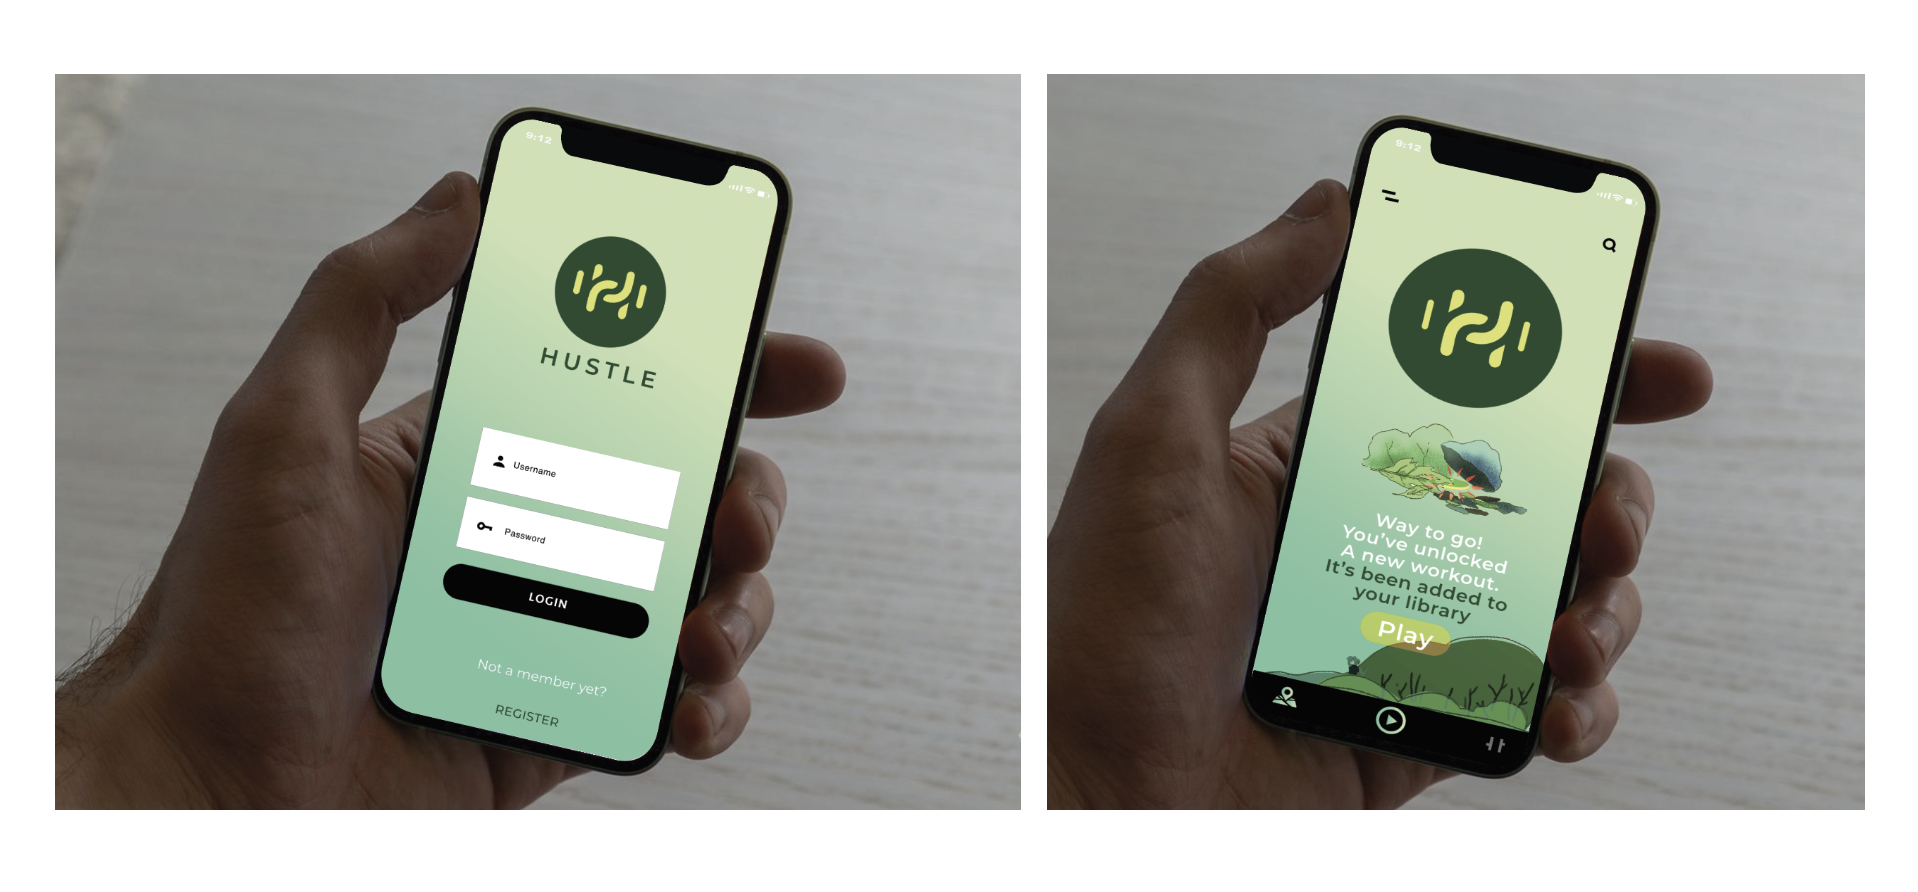 9:12
HUSTLE
Username
Password
LOGIN
Not a member yet?
REGISTER
9:12
Way to go!
You've unlocked
A new workout.
It's been added to
your library
Play